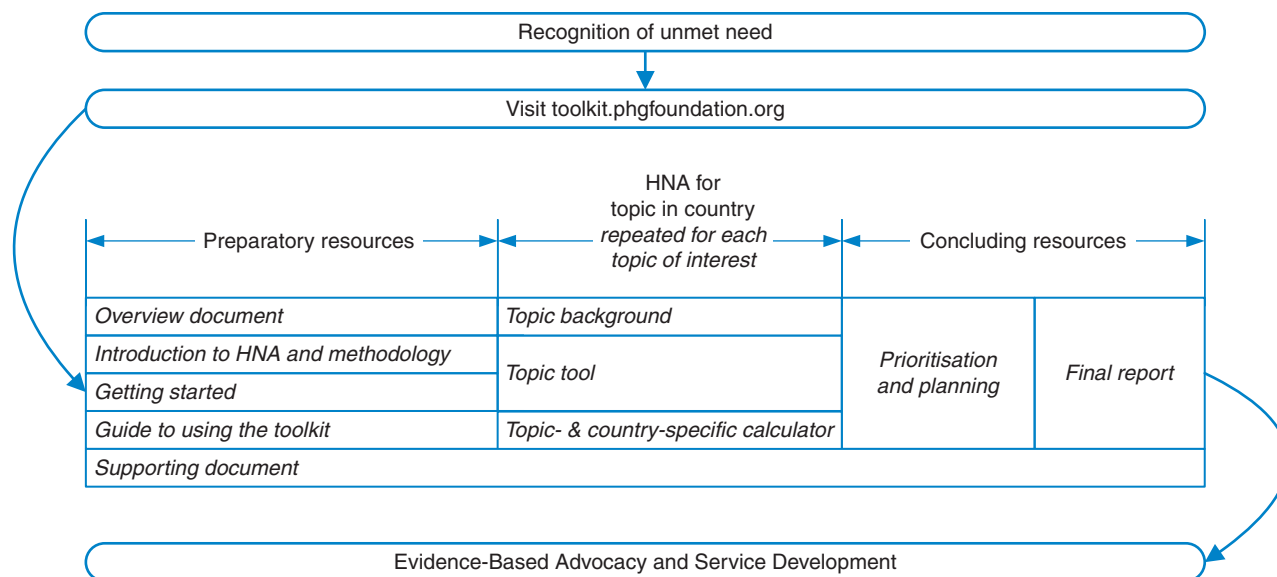 Recognition of unmet need
Visit toolkit.phgfoundation.org
Preparatory resources
HNA for
topic in country
repeated for each
topic of interest
Concluding resources
Overview document
Introduction to HNA and methodology
Getting started
Guide to using the toolkit
Supporting document
Topic background
Topic tool
Topic- & country-specific calculator
Prioritisation
and planning
Final report
Evidence-Based Advocacy and Service Development